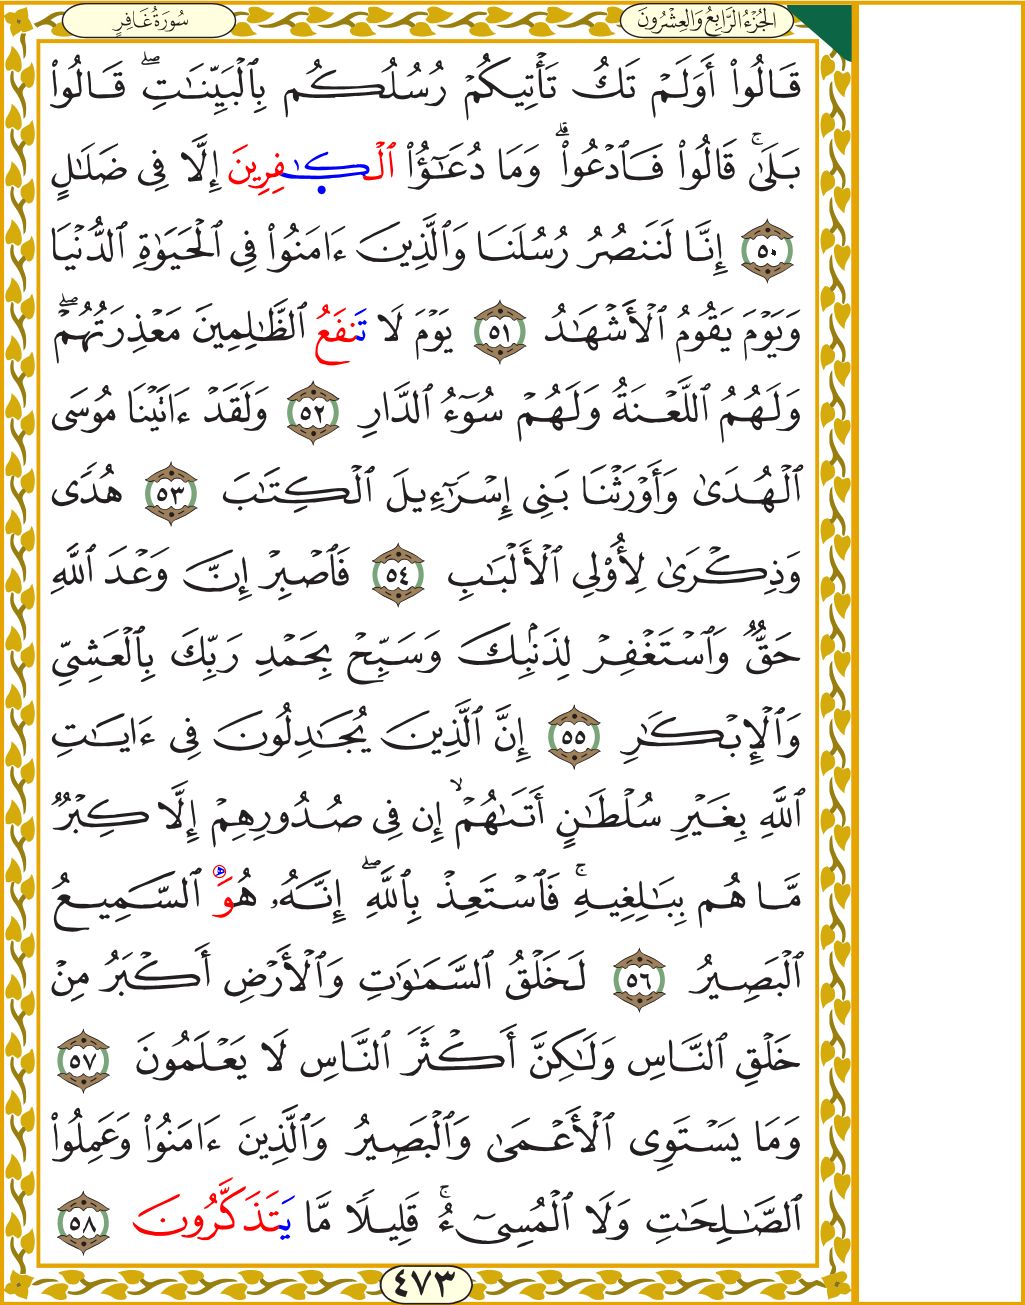 سُورَةُ غَافِرٍ
الجُزْءُ الرَّابِعُ وَالعِشْرُونَ
قَالُوٓاْ أَوَلَمۡ تَكُ تَأۡتِيكُمۡ رُسُلُكُم بِٱلۡبَيِّنَٰتِۖ قَالُواْ
بَلَىٰۚ قَالُواْ فَٱدۡعُواْۗ وَمَا دُعَٰٓؤُاْ ٱلۡكَٰفِرِينَ إِلَّا فِي ضَلَٰلٍ
٥٠ إِنَّا لَنَنصُرُ رُسُلَنَا وَٱلَّذِينَ ءَامَنُواْ فِي ٱلۡحَيَوٰةِ ٱلدُّنۡيَا
وَيَوۡمَ يَقُومُ ٱلۡأَشۡهَٰدُ ٥١ يَوۡمَ لَا تَنفَعُ ٱلظَّٰلِمِينَ مَعۡذِرَتُهُمۡۖ
وَلَهُمُ ٱللَّعۡنَةُ وَلَهُمۡ سُوٓءُ ٱلدَّارِ ٥٢ وَلَقَدۡ ءَاتَيۡنَا مُوسَى
ٱلۡهُدَىٰ وَأَوۡرَثۡنَا بَنِيٓ إِسۡرَٰٓءِيلَ ٱلۡكِتَٰبَ ٥٣ هُدٗى
وَذِكۡرَىٰ لِأُوْلِي ٱلۡأَلۡبَٰبِ ٥٤ فَٱصۡبِرۡ إِنَّ وَعۡدَ ٱللَّهِ
حَقّٞ وَٱسۡتَغۡفِرۡ لِذَنۢبِكَ وَسَبِّحۡ بِحَمۡدِ رَبِّكَ بِٱلۡعَشِيِّ
وَٱلۡإِبۡكَٰرِ ٥٥ إِنَّ ٱلَّذِينَ يُجَٰدِلُونَ فِيٓ ءَايَٰتِ
ٱللَّهِ بِغَيۡرِ سُلۡطَٰنٍ أَتَىٰهُمۡۙ إِن فِي صُدُورِهِمۡ إِلَّا كِبۡرٞ
مَّا هُم بِبَٰلِغِيهِۚ فَٱسۡتَعِذۡ بِٱللَّهِۖ إِنَّهُۥ هُوَ ٱلسَّمِيعُ
ٱلۡبَصِيرُ ٥٦ لَخَلۡقُ ٱلسَّمَٰوَٰتِ وَٱلۡأَرۡضِ أَكۡبَرُ مِنۡ
خَلۡقِ ٱلنَّاسِ وَلَٰكِنَّ أَكۡثَرَ ٱلنَّاسِ لَا يَعۡلَمُونَ ٥٧
وَمَا يَسۡتَوِي ٱلۡأَعۡمَىٰ وَٱلۡبَصِيرُ وَٱلَّذِينَ ءَامَنُواْ وَعَمِلُواْ
ٱلصَّٰلِحَٰتِ وَلَا ٱلۡمُسِيٓءُۚ قَلِيلٗا مَّا يَتَذَكَّرُونَ ٥٨
٤٧٣